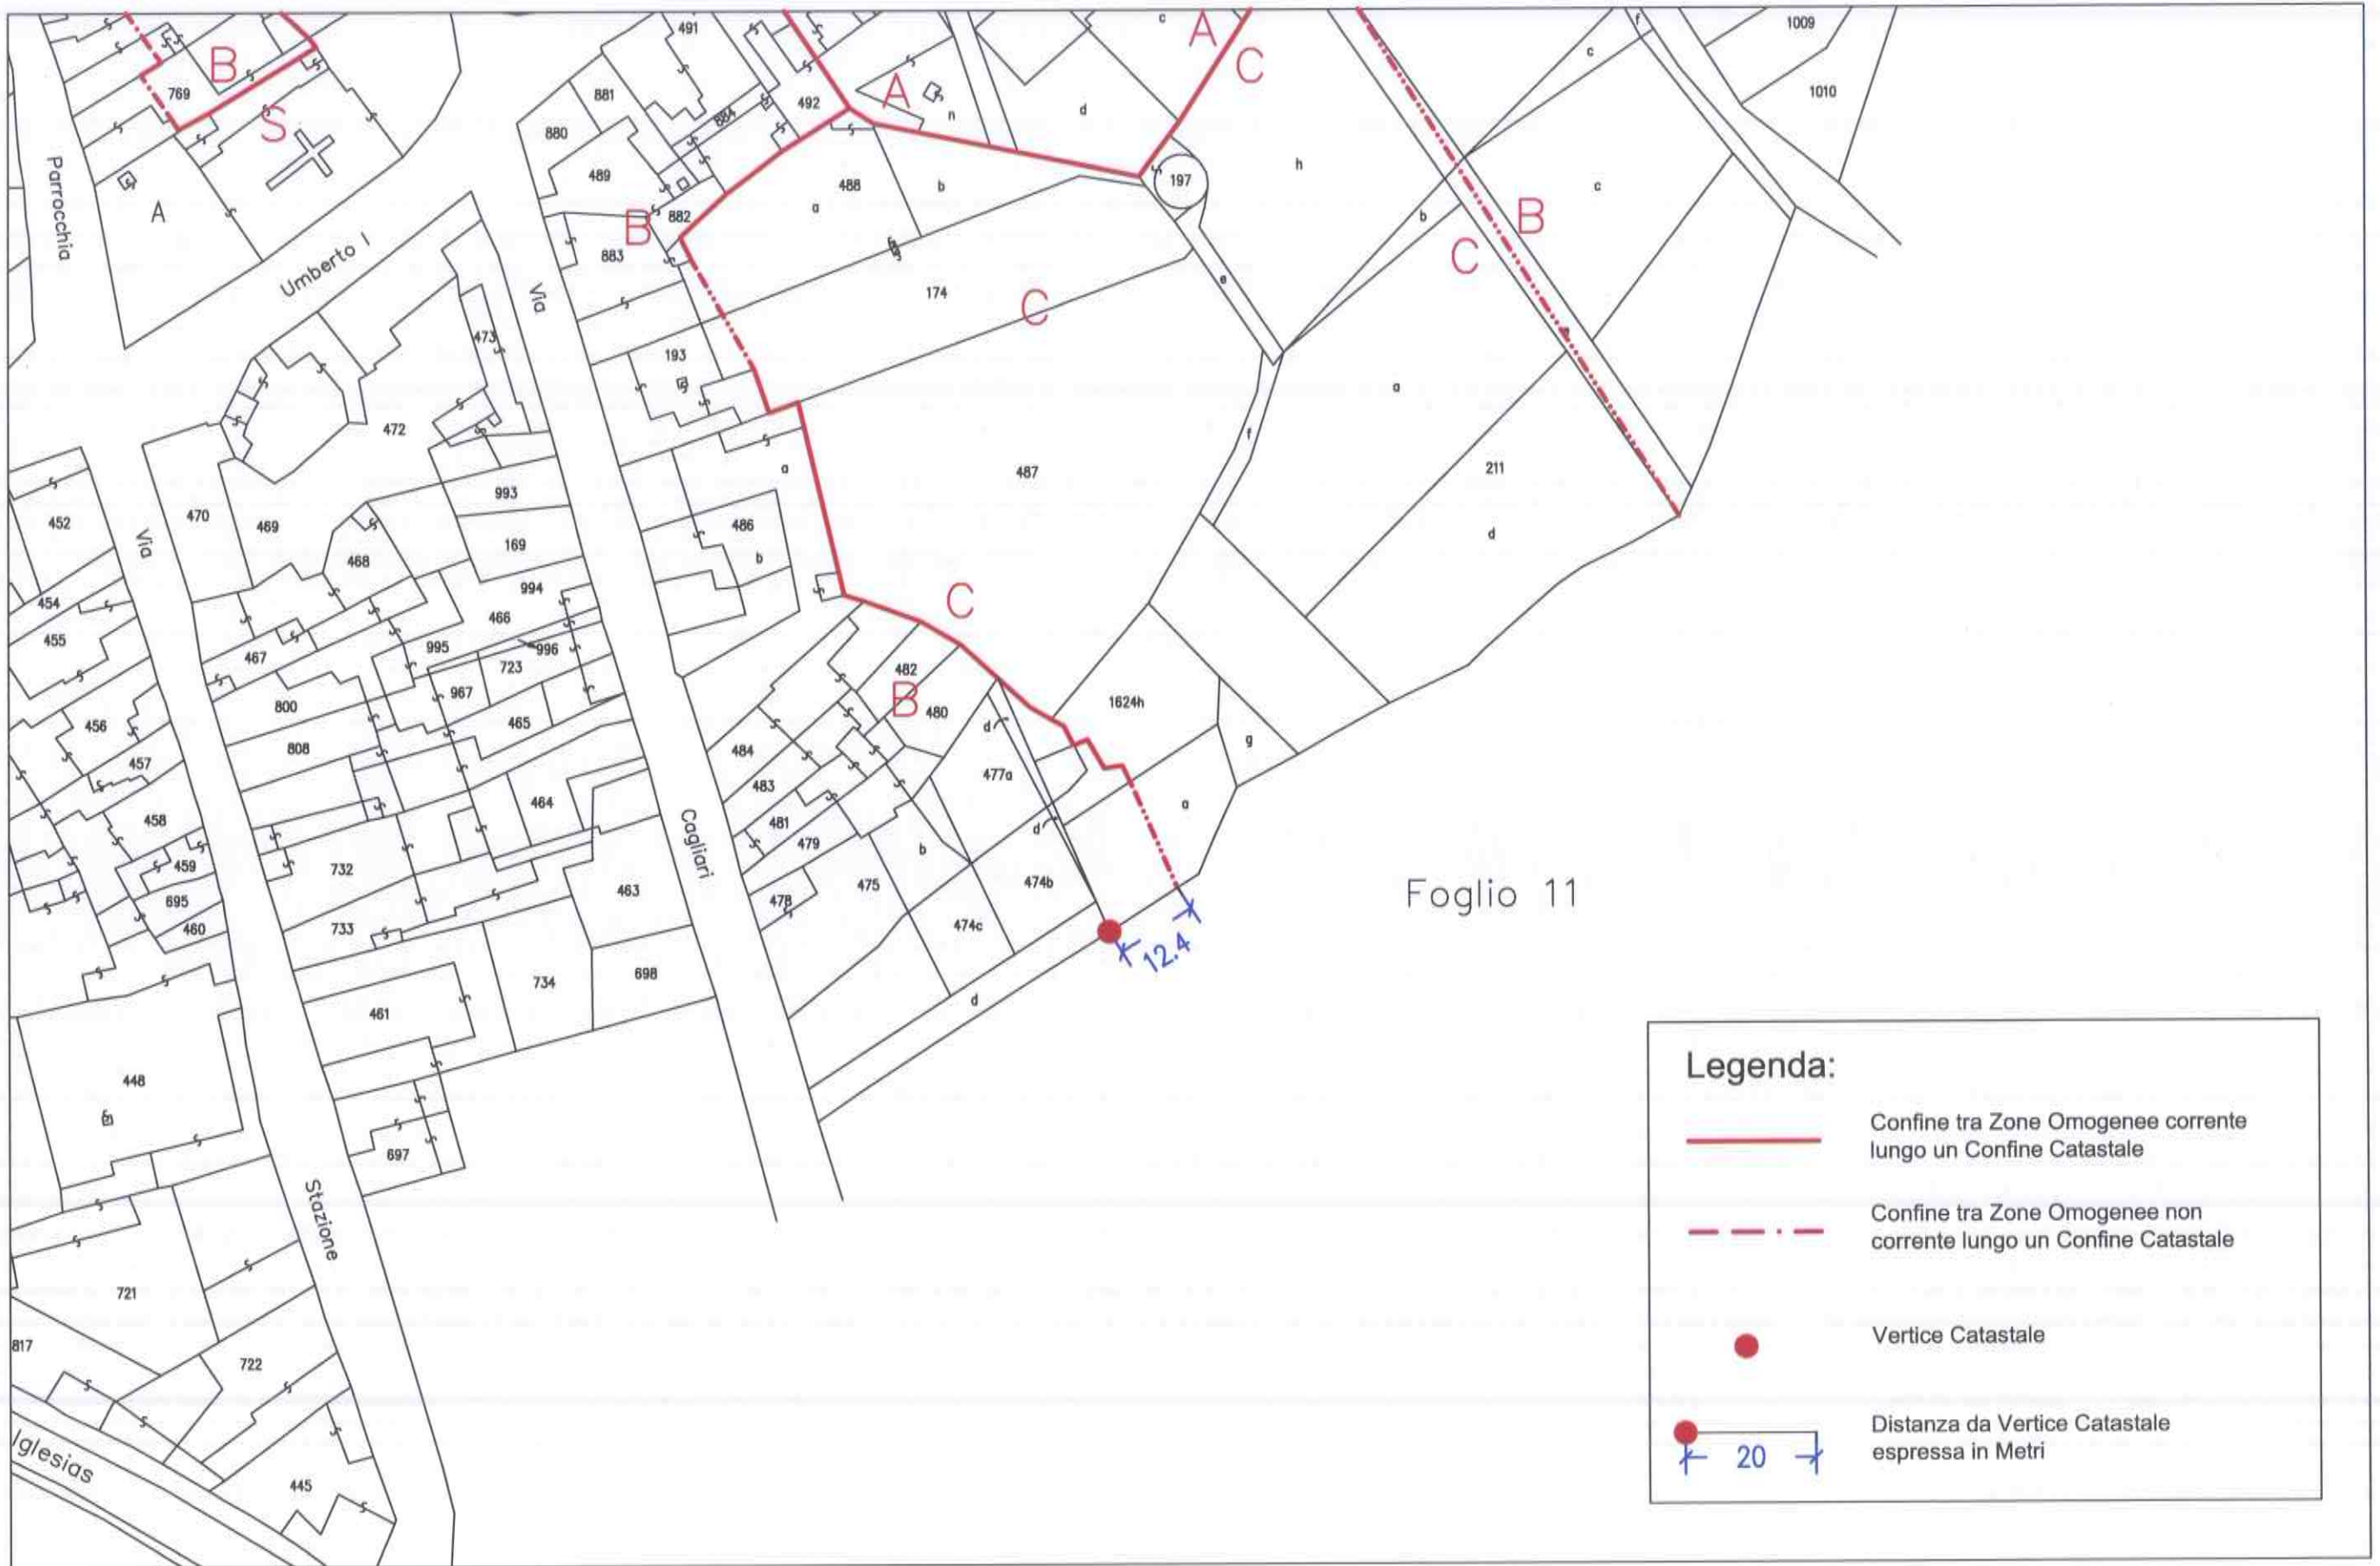 491
A
c
C
f
1009
B
769
S
881
884
492
A
n
d
c
1010
880
Parrocchia
A
489
882
B
883
488
a
b
197
h
b
c
B
C
Umberto I
Via
174
C
e
473
193
472
a
a
487
f
211
d
452
Via
470
469
468
993
169
994
466
486
b
454
455
467
995
996
723
967
800
465
808
C
482
B
480
d
1624h
g
456
457
458
459
695
460
732
733
464
463
734
698
461
484
483
481
479
478
475
b
477a
d
474b
474c
d
a
Cagliari
12.4
Foglio 11
448
697
Stazione
721
817
722
Iglesias
445
Legenda:
Confine tra Zone Omogenee corrente
lungo un Confine Catastale
Confine tra Zone Omogenee non
corrente lungo un Confine Catastale
Vertice Catastale
Distanza da Vertice Catastale
espressa in Metri
20